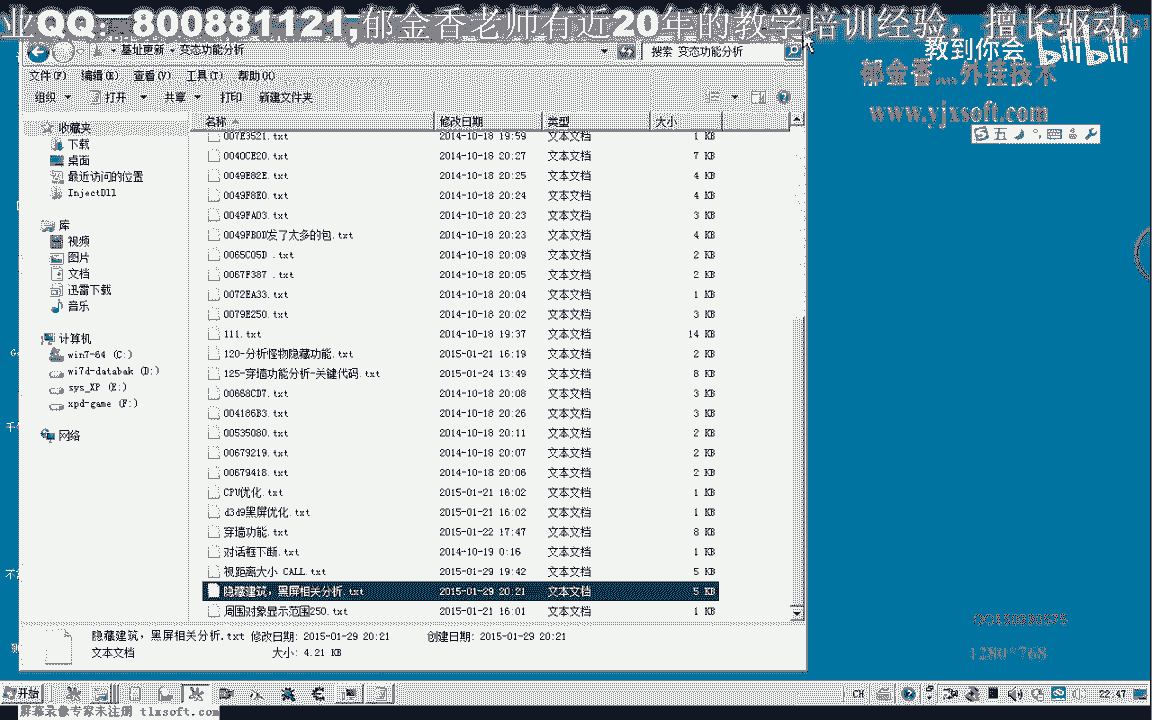 业QQ：800881121;郁金香老师有近20年的教学培训经验，擅长驱动，
教到你会 bilibili
郁金香 外挂技术
www.yjxsoft.com
基址更新 变态功能分析
搜索 变态功能分析
文件(F) 编辑(E) 查看(V) 工具(T) 帮助(H)
组织 打开 共享 打印 新建文件夹
五
名称 修改日期 类型 大小
收藏夹
下载
桌面
最近访问的位置
InjectDll
库
视频
图片
文档
迅雷下载
音乐
计算机
win7-64 (C:)
wi7d-databak (D:)
sys_XP (E:)
xpd-game (F:)
网络
007E3521.txt 2014-10-18 19:59 文本文档 1 KB
0040CE20.txt 2014-10-18 20:27 文本文档 7 KB
0049E82E.txt 2014-10-18 20:25 文本文档 4 KB
0049F8E0.txt 2014-10-18 20:24 文本文档 4 KB
0049FA03.txt 2014-10-18 20:23 文本文档 3 KB
0049FB0D发了太多的包.txt 2014-10-18 20:23 文本文档 4 KB
0065C05D .txt 2014-10-18 20:09 文本文档 2 KB
0067F387 .txt 2014-10-18 20:05 文本文档 2 KB
0072EA33.txt 2014-10-18 20:04 文本文档 1 KB
0079E250.txt 2014-10-18 20:02 文本文档 3 KB
111.txt 2014-10-18 19:37 文本文档 14 KB
120-分析怪物隐藏功能.txt 2015-01-21 16:19 文本文档 2 KB
125-穿墙功能分析-关键代码.txt 2015-01-24 13:49 文本文档 8 KB
00668CD7.txt 2014-10-18 20:08 文本文档 3 KB
004186B3.txt 2014-10-18 20:26 文本文档 3 KB
00535080.txt 2014-10-18 20:11 文本文档 2 KB
00679219.txt 2014-10-18 20:07 文本文档 2 KB
00679418.txt 2014-10-18 20:06 文本文档 2 KB
CPU优化.txt 2015-01-21 16:02 文本文档 1 KB
d3d9黑屏优化.txt 2015-01-21 16:02 文本文档 1 KB
穿墙功能.txt 2015-01-22 17:47 文本文档 8 KB
对话框下断.txt 2014-10-19 0:16 文本文档 1 KB
视距离大小 CALL.txt 2015-01-29 19:42 文本文档 5 KB
隐藏建筑，黑屏相关分析.txt 2015-01-29 20:21 文本文档 5 KB
周围对象显示范围250.txt 2015-01-21 16:01 文本文档 1 KB
隐藏建筑，黑屏相关分析.txt 修改日期: 2015-01-29 20:21 创建日期: 2015-01-29 20:21
文本文档 大小: 4.21 KB
1280*768
开始 CH 22:47
屏幕录像专家未注册 tlxsoft.com